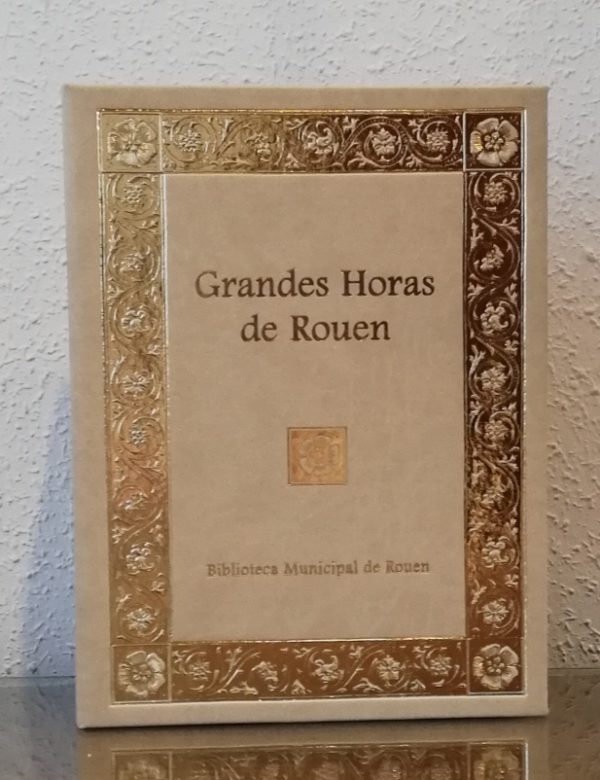 Grandes Horas
de Rouen
Biblioteca Municipal de Rouen